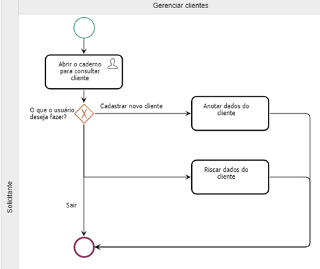 Gerenciar clientes
Abrir o caderno
para consultar
cliente
O que o usuário
deseja fazer?
Cadastrar novo cliente
Anotar dados do
cliente
Riscar dados do
cliente
Sair
Solicitante